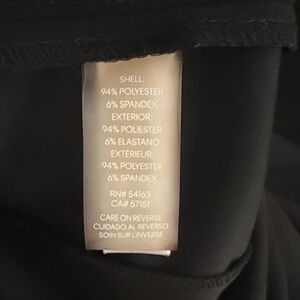 SHELL:
94% POLYESTER
6% SPANDEX
EXTERIOR:
94% POLIESTER
6% ELASTANO
EXTÉRIEUR:
94% POLYESTER
6% SPANDEX
RN# 54163
CA# 57151
CARE ON REVERSE
CUIDADO AL REVERSO
SOIN SUR L'INVERSE